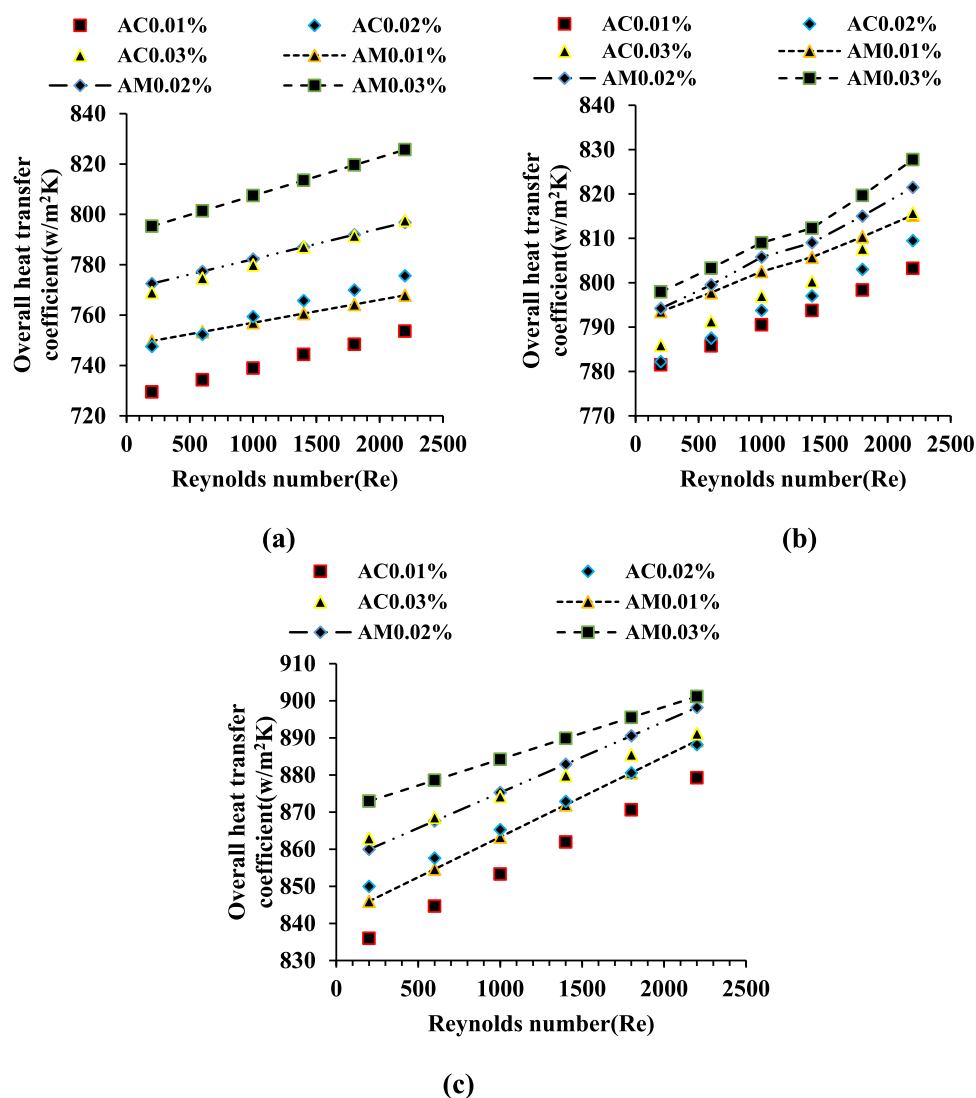 AC0.01%
AC0.02%
AC0.03%
AM0.01%
AM0.02%
AM0.03%
Overall heat transfer
coefficient(w/m²K)
840
820
800
780
760
740
720
0 500 1000 1500 2000 2500
Reynolds number(Re)
(a)
AC0.01%
AC0.02%
AC0.03%
AM0.01%
AM0.02%
AM0.03%
Overall heat transfer
coefficient(w/m²K)
840
830
820
810
800
790
780
770
0 500 1000 1500 2000 2500
Reynolds number(Re)
(b)
AC0.01%
AC0.02%
AC0.03%
AM0.01%
AM0.02%
AM0.03%
Overall heat transfer
coefficient(w/m²K)
910
900
890
880
870
860
850
840
830
0 500 1000 1500 2000 2500
Reynolds number(Re)
(c)